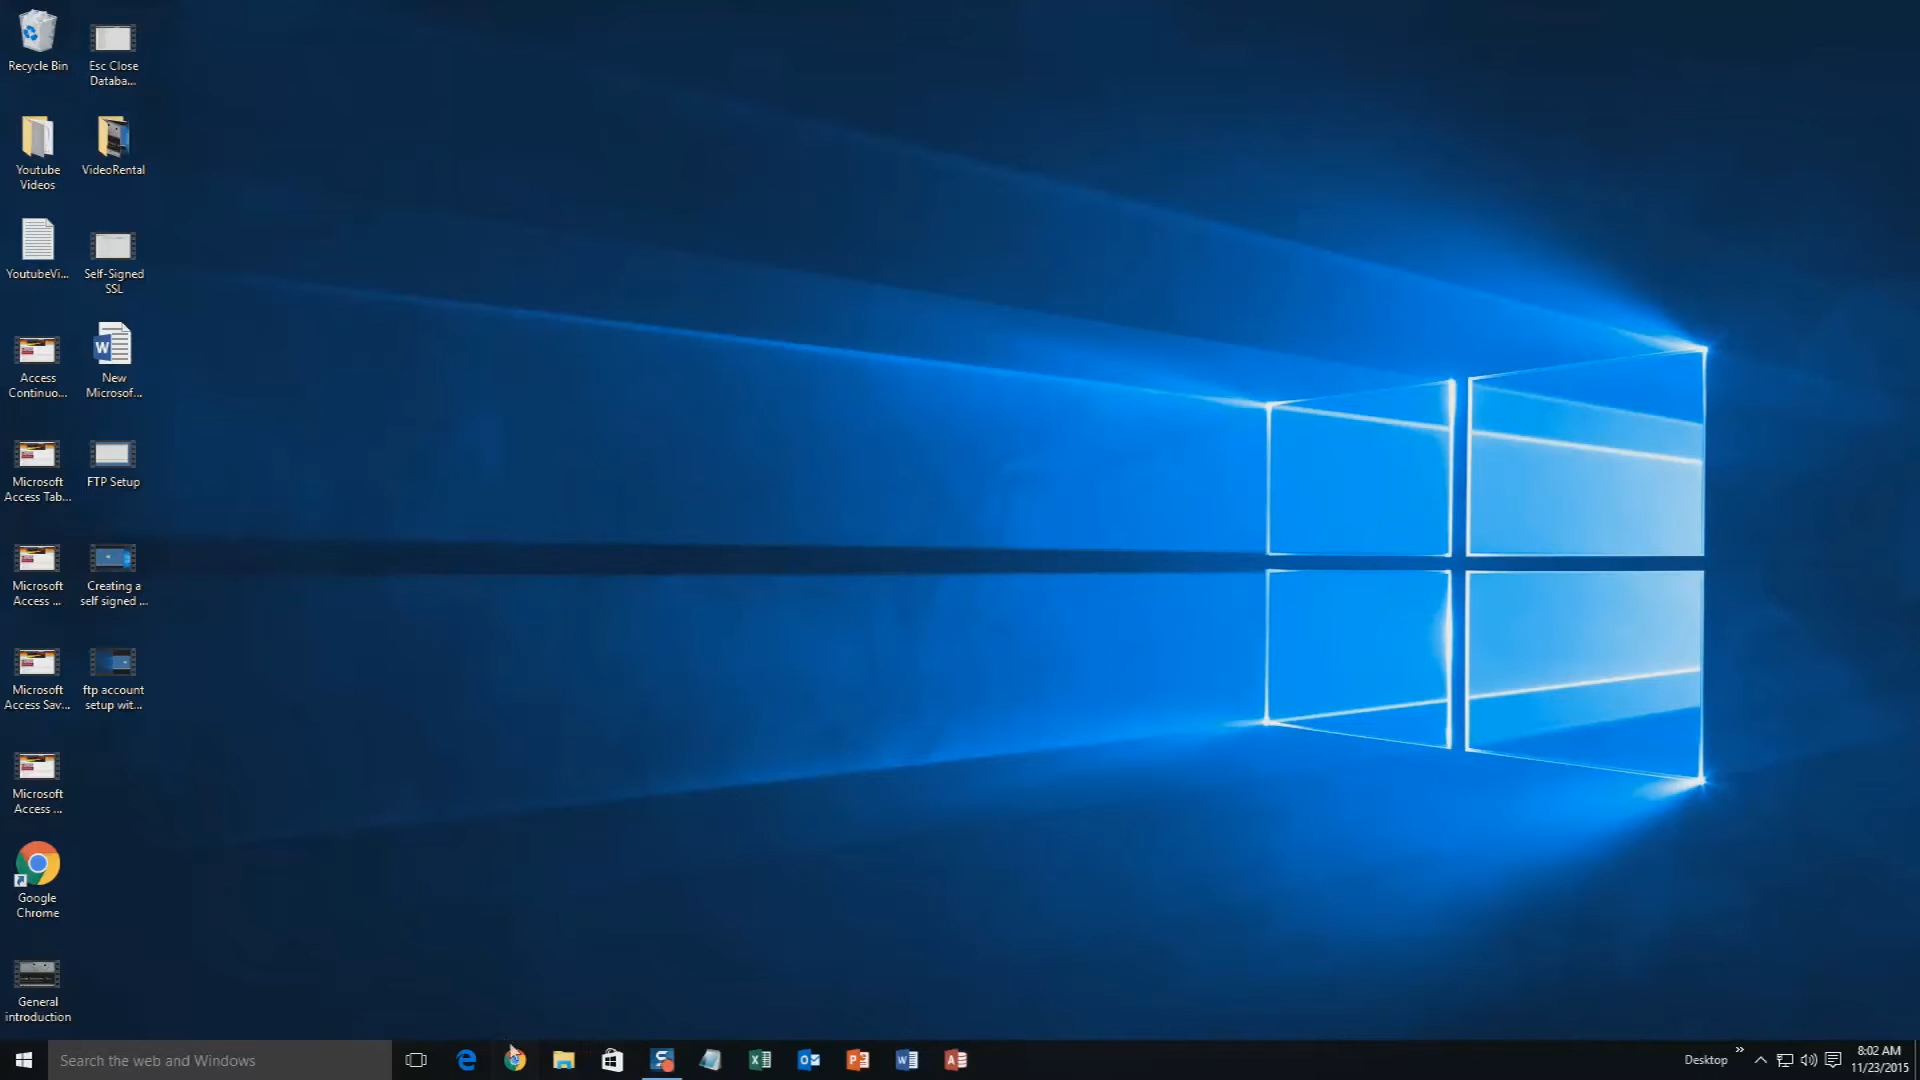 Recycle Bin
Esc Close
Databa...
Youtube
Videos
VideoRental
YoutubeVi...
Self-Signed
SSL
Access
Continuo...
New
Microsof...
Microsoft
Access Tab...
FTP Setup
Microsoft
Access ...
Creating a
self signed ...
Microsoft
Access Sav...
ftp account
setup wit...
Microsoft
Access ...
Google
Chrome
General
introduction
Search the web and Windows
Desktop
8:02 AM
11/23/2015